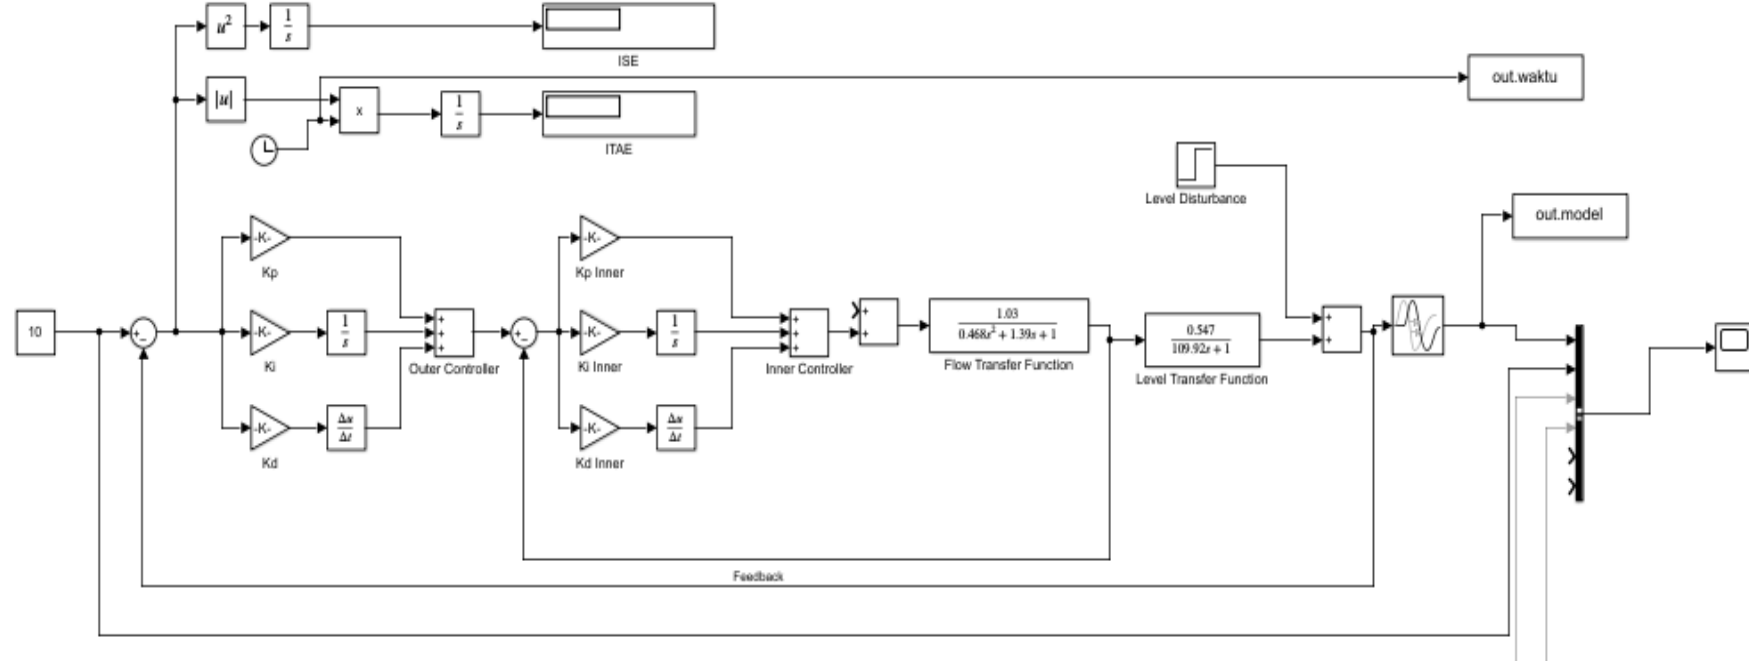 u²
1
s
ISE
out.waktu
|u|
x
1
s
ITAE
Level Disturbance
out.model
-K-
Kp
-K-
Kp Inner
10
+
−
-K-
Ki
1
s
+
+
+
Outer Controller
+
−
-K-
Ki Inner
1
s
+
+
+
Inner Controller
+
+
1.03
0.468s² + 1.39s + 1
Flow Transfer Function
0.547
109.92s + 1
Level Transfer Function
+
+
-K-
Kd
Δu
Δt
-K-
Kd Inner
Δu
Δt
Feedback